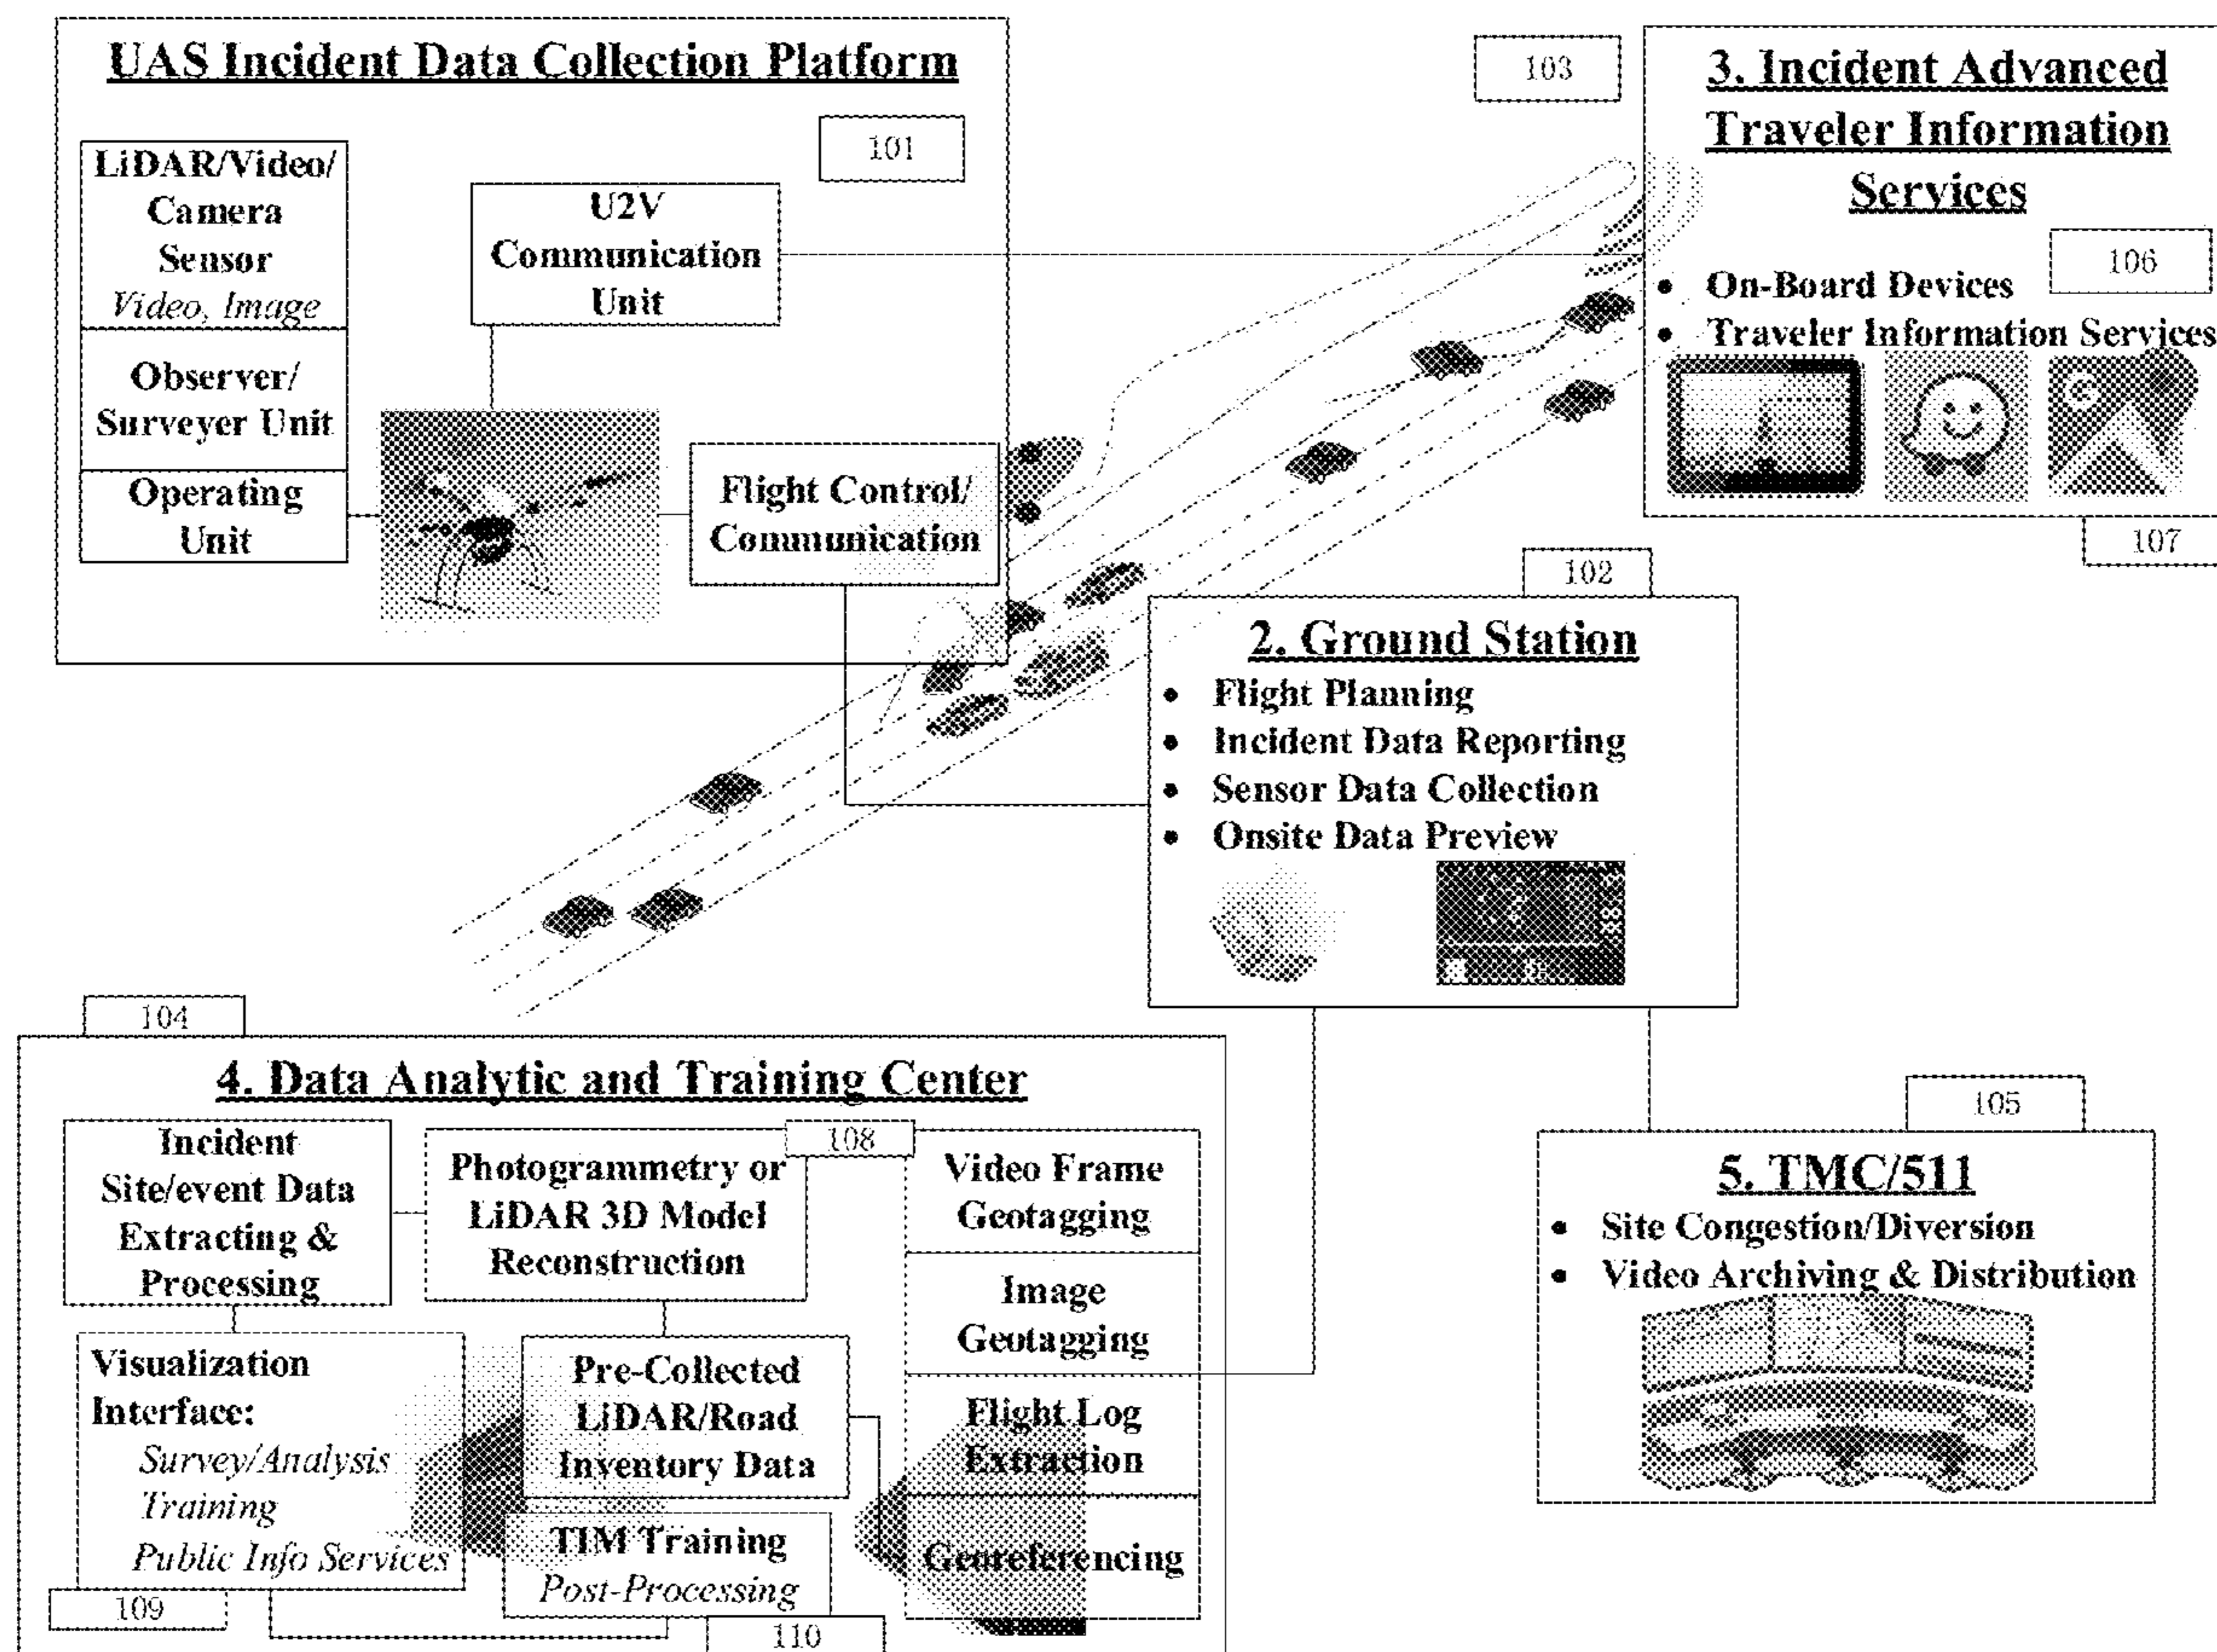 UAS Incident Data Collection Platform
101
LiDAR/Video/
Camera
Sensor
Video, Image
Observer/
Surveyer Unit
Operating
Unit
U2V
Communication
Unit
Flight Control/
Communication
103
3. Incident Advanced
Traveler Information
Services
106
• On-Board Devices
• Traveler Information Services
107
102
2. Ground Station
• Flight Planning
• Incident Data Reporting
• Sensor Data Collection
• Onsite Data Preview
104
4. Data Analytic and Training Center
Incident
Site/event Data
Extracting &
Processing
108
Photogrammetry or
LiDAR 3D Model
Reconstruction
Video Frame
Geotagging
Image
Geotagging
Flight Log
Extraction
Georeferencing
Visualization
Interface:
Survey/Analysis
Training
Public Info Services
109
Pre-Collected
LiDAR/Road
Inventory Data
TIM Training
Post-Processing
110
105
5. TMC/511
• Site Congestion/Diversion
• Video Archiving & Distribution